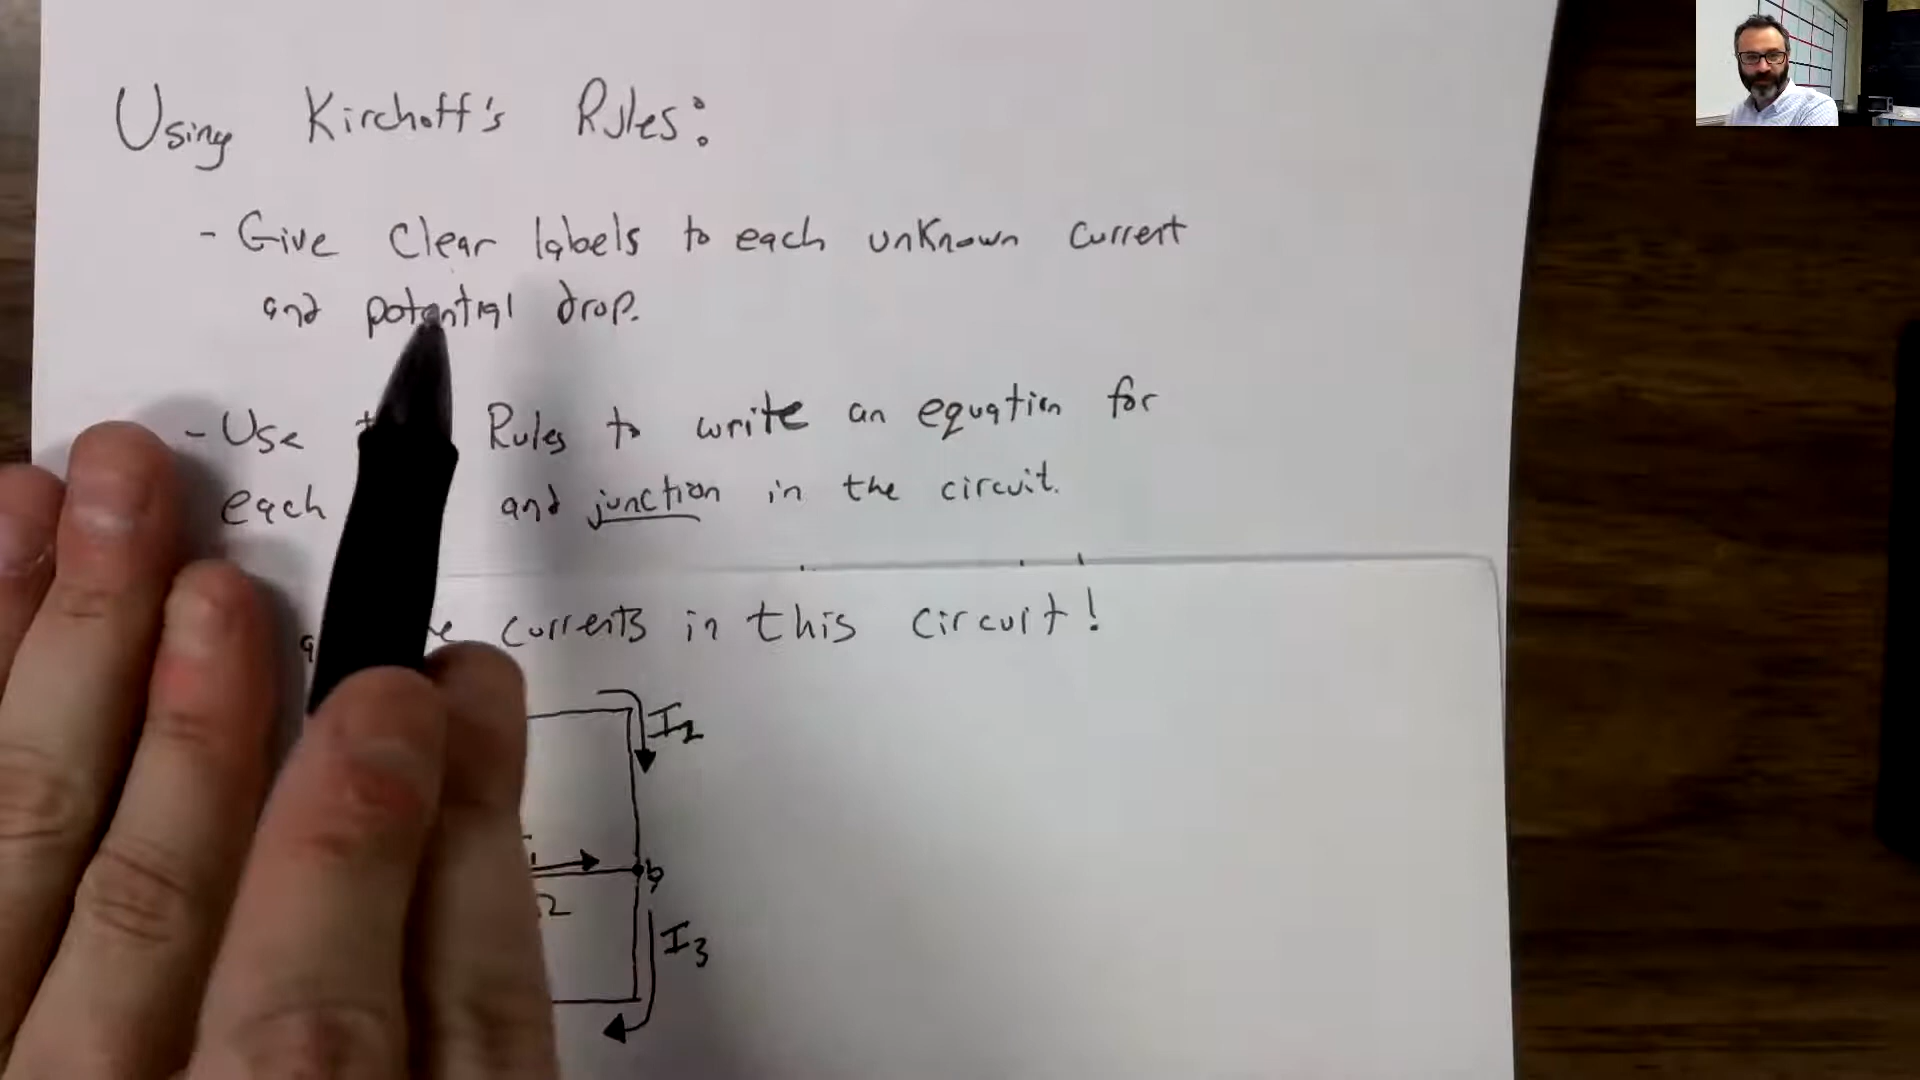 Using Kirchoff's Rules:
- Give Clear labels to each unknown current
and potential drop.
- Use Rules to write an equation for
each and junction in the circuit.
currents in this circuit!
I2
b
Ω
I3